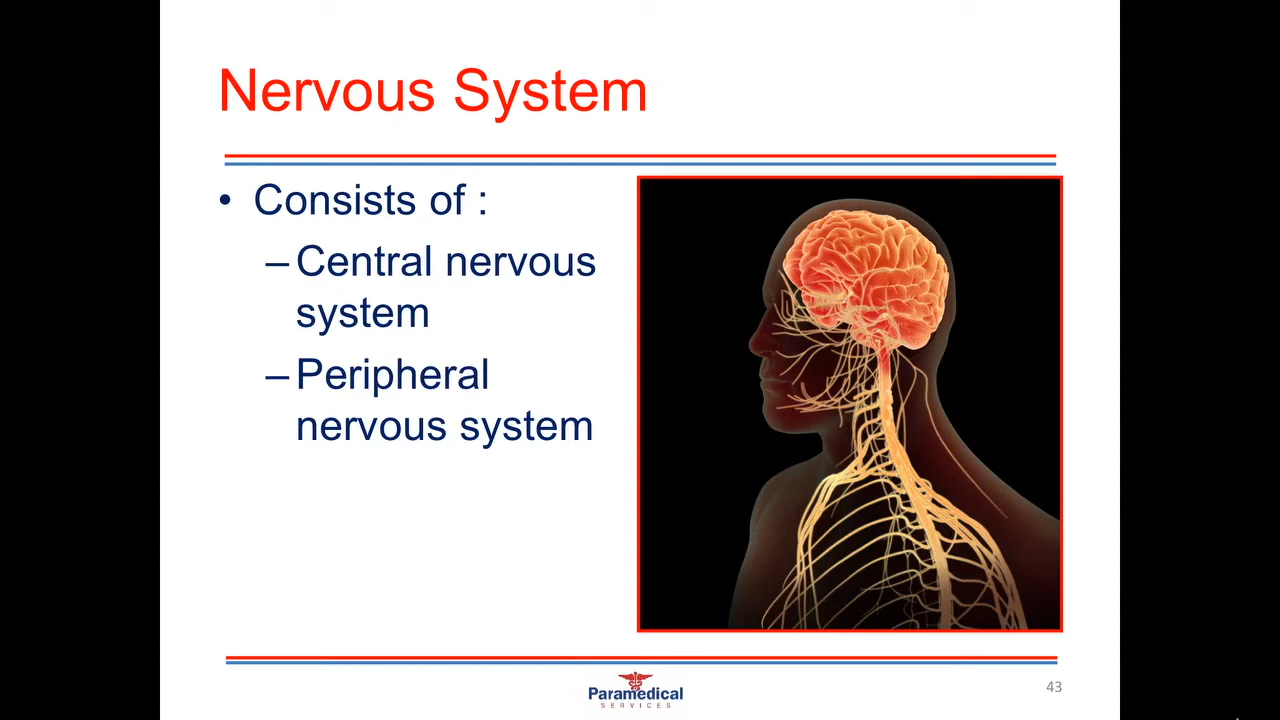 Nervous System
• Consists of :
– Central nervous
system
– Peripheral
nervous system
Paramedical
SERVICES
43